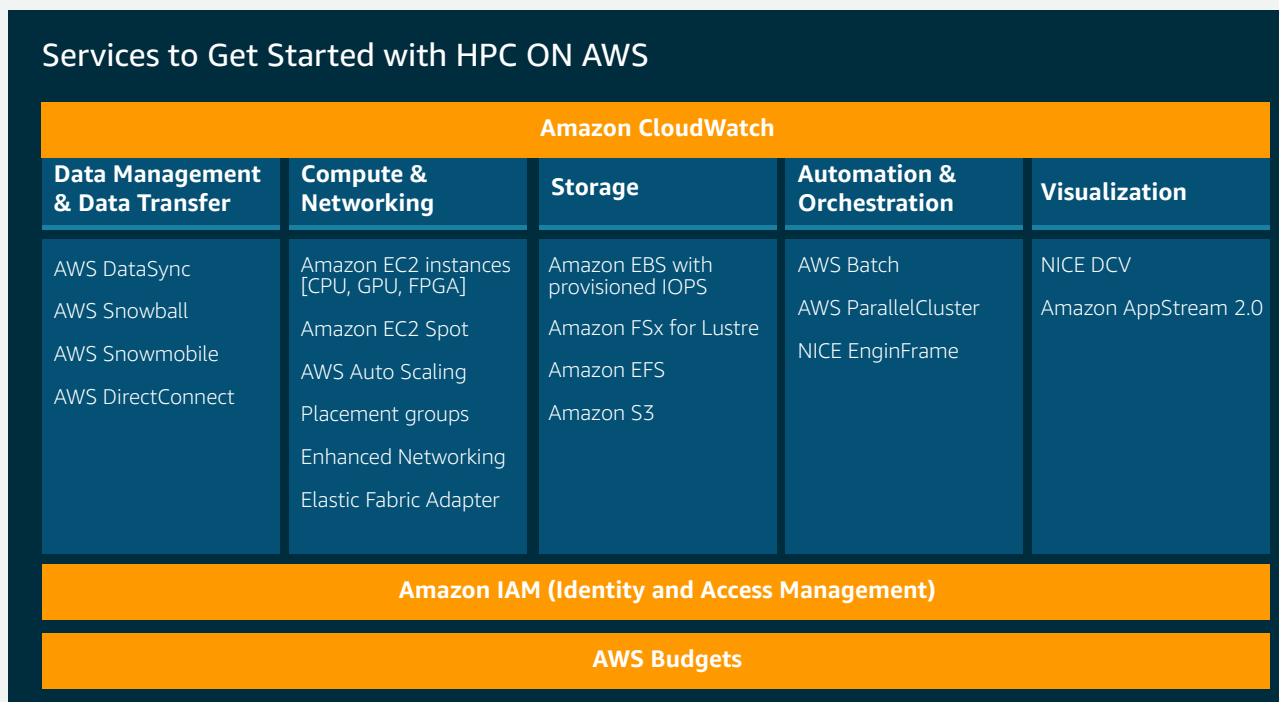 Services to Get Started with HPC ON AWS
Amazon CloudWatch
Data Management
& Data Transfer
AWS DataSync
AWS Snowball
AWS Snowmobile
AWS DirectConnect
Compute &
Networking
Amazon EC2 instances
[CPU, GPU, FPGA]
Amazon EC2 Spot
AWS Auto Scaling
Placement groups
Enhanced Networking
Elastic Fabric Adapter
Storage
Amazon EBS with
provisioned IOPS
Amazon FSx for Lustre
Amazon EFS
Amazon S3
Automation &
Orchestration
AWS Batch
AWS ParallelCluster
NICE EnginFrame
Visualization
NICE DCV
Amazon AppStream 2.0
Amazon IAM (Identity and Access Management)
AWS Budgets